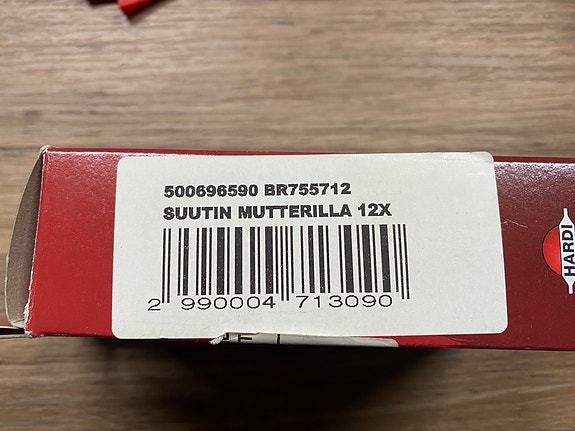 500696590 BR755712
SUUTIN MUTTERILLA 12X
2 990004 713090
HARDI